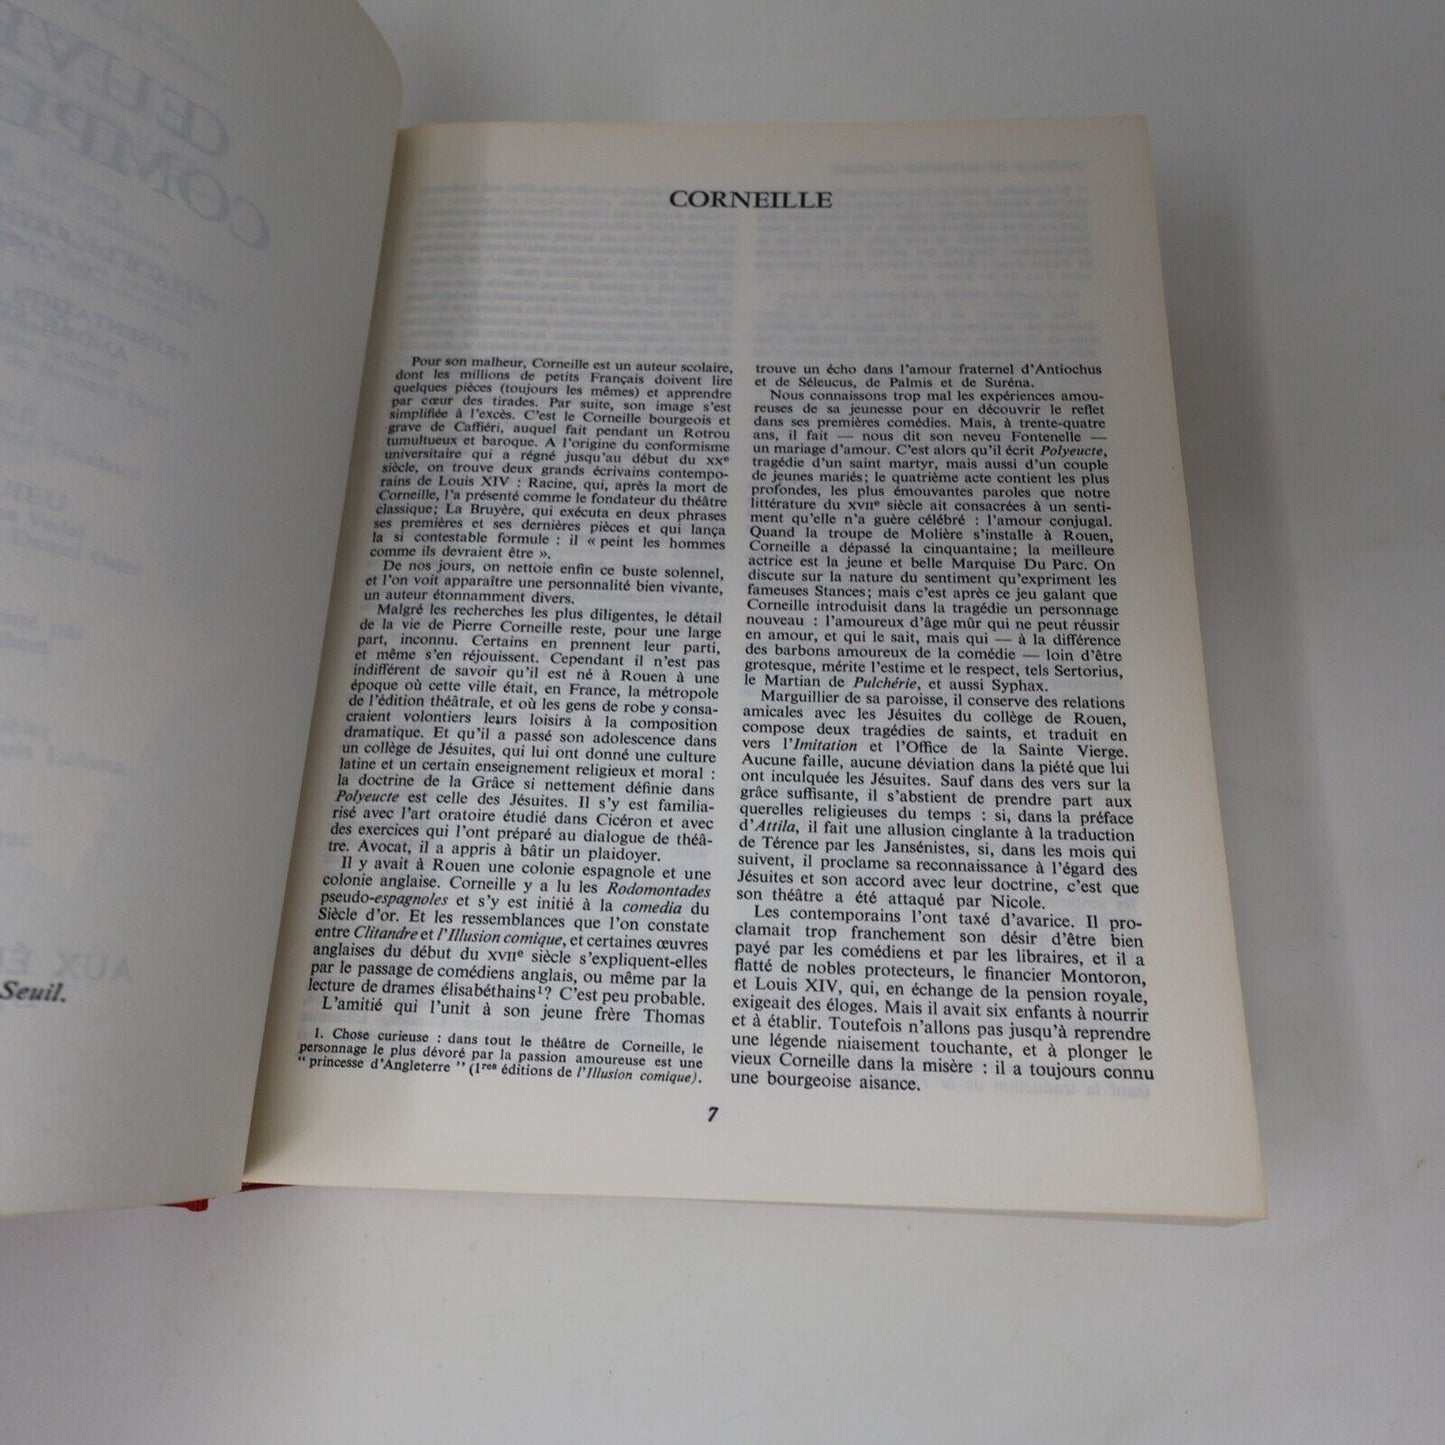 Seuil.
CORNEILLE
Pour son malheur, Corneille est un auteur scolaire,
dont les millions de petits Français doivent lire
quelques pièces (toujours les mêmes) et apprendre
par cœur des tirades. Par suite, son image s'est
simplifiée à l'excès. C'est le Corneille bourgeois et
grave de Caffiéri, auquel fait pendant un Rotrou
tumultueux et baroque. A l'origine du conformisme
universitaire qui a régné jusqu'au début du XXe
siècle, on trouve deux grands écrivains contempo-
rains de Louis XIV : Racine, qui, après la mort de
Corneille, l'a présenté comme le fondateur du théâtre
classique; La Bruyère, qui exécuta en deux phrases
ses premières et ses dernières pièces et qui lança
la si contestable formule : il « peint les hommes
comme ils devraient être ».
De nos jours, on nettoie enfin ce buste solennel,
et l'on voit apparaître une personnalité bien vivante,
un auteur étonnamment divers.
Malgré les recherches les plus diligentes, le détail
de la vie de Pierre Corneille reste, pour une large
part, inconnu. Certains en prennent leur parti,
et même s'en réjouissent. Cependant il n'est pas
indifférent de savoir qu'il est né à Rouen à une
époque où cette ville était, en France, la métropole
de l'édition théâtrale, et où les gens de robe y consa-
craient volontiers leurs loisirs à la composition
dramatique. Et qu'il a passé son adolescence dans
un collège de Jésuites, qui lui ont donné une culture
latine et un certain enseignement religieux et moral :
la doctrine de la Grâce si nettement définie dans
Polyeucte est celle des Jésuites. Il s'y est familia-
risé avec l'art oratoire étudié dans Cicéron et avec
des exercices qui l'ont préparé au dialogue de théâ-
tre. Avocat, il a appris à bâtir un plaidoyer.
Il y avait à Rouen une colonie espagnole et une
colonie anglaise. Corneille y a lu les Rodomontades
pseudo-espagnoles et s'y est initié à la comedia du
Siècle d'or. Et les ressemblances que l'on constate
entre Clitandre et l'Illusion comique, et certaines œuvres
anglaises du début du XVIIe siècle s'expliquent-elles
par le passage de comédiens anglais, ou même par la
lecture de drames élisabéthains1? C'est peu probable.
L'amitié qui l'unit à son jeune frère Thomas
1. Chose curieuse : dans tout le théâtre de Corneille, le
personnage le plus dévoré par la passion amoureuse est une
“ princesse d'Angleterre ” (1res éditions de l'Illusion comique).
trouve un écho dans l'amour fraternel d'Antiochus
et de Séleucus, de Palmis et de Suréna.
Nous connaissons trop mal les expériences amou-
reuses de sa jeunesse pour en découvrir le reflet
dans ses premières comédies. Mais, à trente-quatre
ans, il fait — nous dit son neveu Fontenelle —
un mariage d'amour. C'est alors qu'il écrit Polyeucte,
tragédie d'un saint martyr, mais aussi d'un couple
de jeunes mariés; le quatrième acte contient les plus
profondes, les plus émouvantes paroles que notre
littérature du XVIIe siècle ait consacrées à un senti-
ment qu'elle n'a guère célébré : l'amour conjugal.
Quand la troupe de Molière s'installe à Rouen,
Corneille a dépassé la cinquantaine; la meilleure
actrice est la jeune et belle Marquise Du Parc. On
discute sur la nature du sentiment qu'expriment les
fameuses Stances; mais c'est après ce jeu galant que
Corneille introduisit dans la tragédie un personnage
nouveau : l'amoureux d'âge mûr qui ne peut réussir
en amour, et qui le sait, mais qui — à la différence
des barbons amoureux de la comédie — loin d'être
grotesque, mérite l'estime et le respect, tels Sertorius,
le Martian de Pulchérie, et aussi Syphax.
Marguillier de sa paroisse, il conserve des relations
amicales avec les Jésuites du collège de Rouen,
compose deux tragédies de saints, et traduit en
vers l'Imitation et l'Office de la Sainte Vierge.
Aucune faille, aucune déviation dans la piété que lui
ont inculquée les Jésuites. Sauf dans des vers sur la
grâce suffisante, il s'abstient de prendre part aux
querelles religieuses du temps : si, dans la préface
d'Attila, il fait une allusion cinglante à la traduction
de Térence par les Jansénistes, si, dans les mois qui
suivent, il proclame sa reconnaissance à l'égard des
Jésuites et son accord avec leur doctrine, c'est que
son théâtre a été attaqué par Nicole.
Les contemporains l'ont taxé d'avarice. Il pro-
clamait trop franchement son désir d'être bien
payé par les comédiens et par les libraires, et il a
flatté de nobles protecteurs, le financier Montoron,
et Louis XIV, qui, en échange de la pension royale,
exigeait des éloges. Mais il avait six enfants à nourrir
et à établir. Toutefois n'allons pas jusqu'à reprendre
une légende niaisement touchante, et à plonger le
vieux Corneille dans la misère : il a toujours connu
une bourgeoise aisance.
7